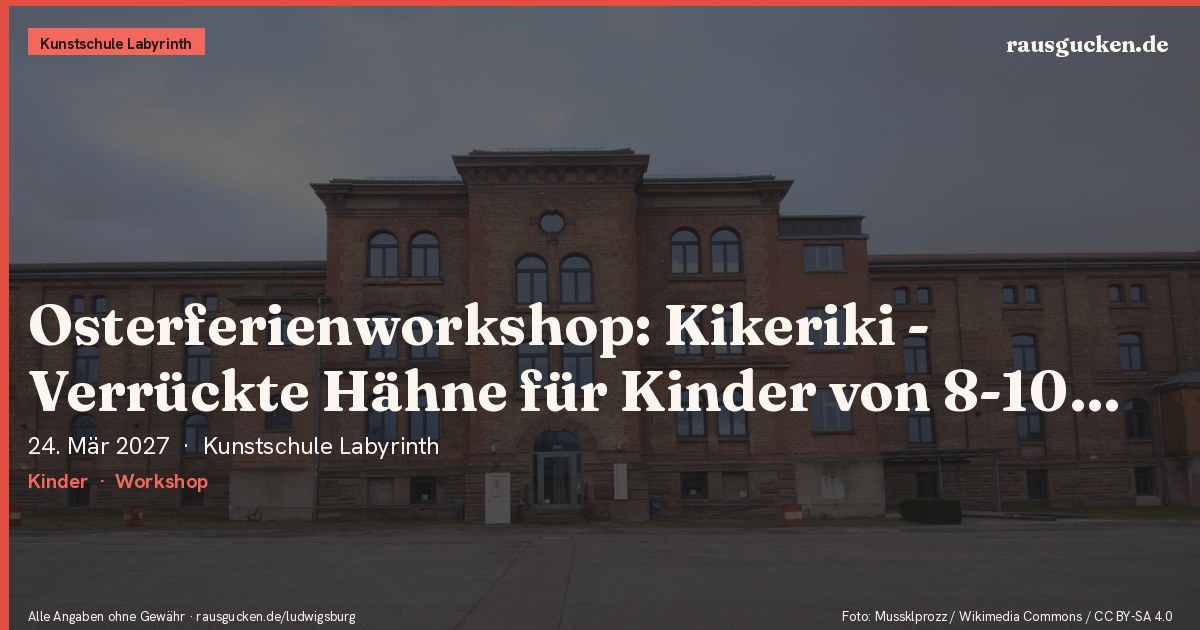 Kunstschule Labyrinth
rausgucken.de
Osterferienworkshop: Kikeriki -
Verrückte Hähne für Kinder von 8-10...
24. Mär 2027 · Kunstschule Labyrinth
Kinder · Workshop
Alle Angaben ohne Gewähr · rausgucken.de/ludwigsburg
Foto: Mussklprozz / Wikimedia Commons / CC BY-SA 4.0